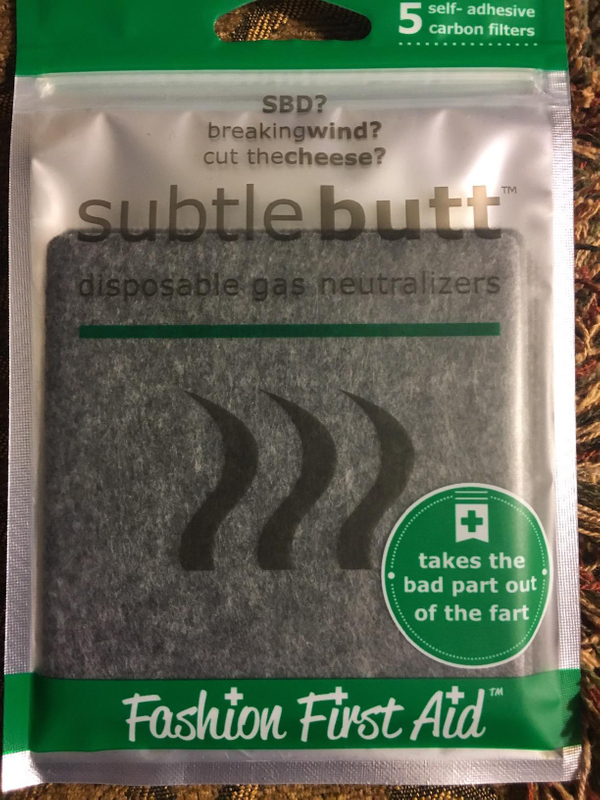 5 self- adhesive
carbon filters
SBD?
breakingwind?
cut thecheese?
subtlebutt™
disposable gas neutralizers
takes the
bad part out
of the fart
Fashion First Aid™